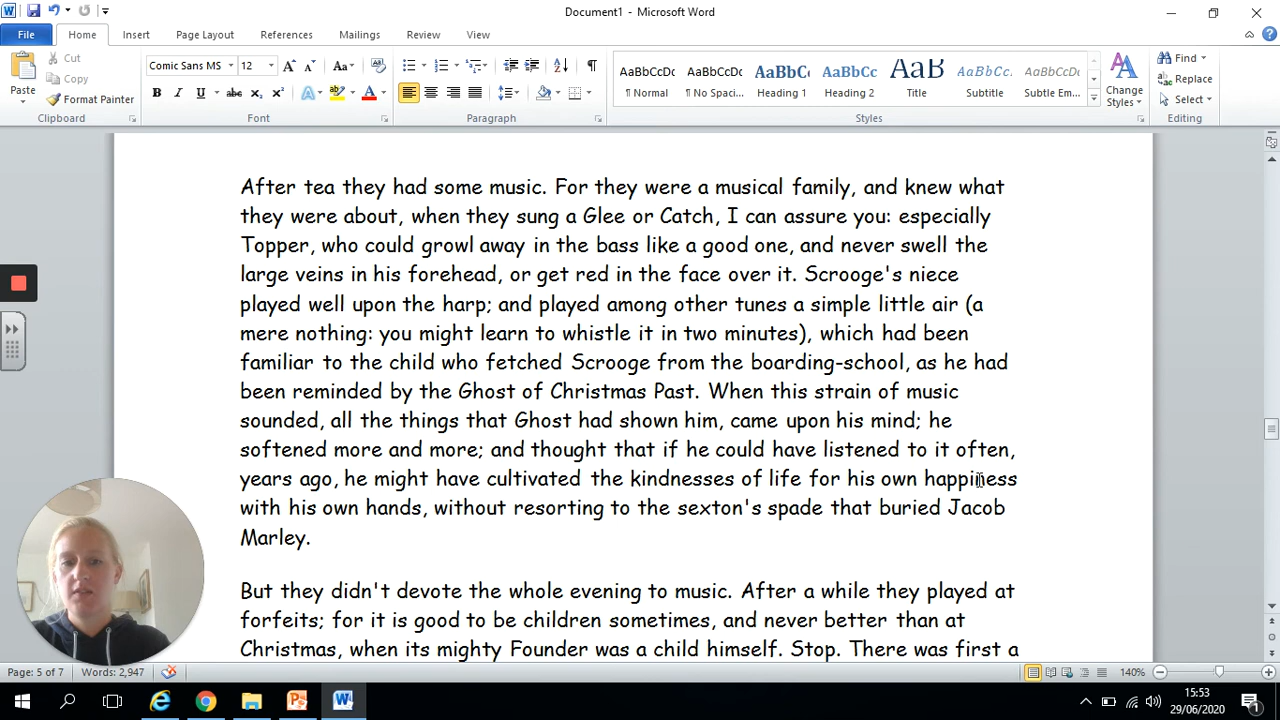 Document1 - Microsoft Word
File Home Insert Page Layout References Mailings Review View
Paste
Cut
Copy
Format Painter
Comic Sans MS 12
AaBbCcDc AaBbCcDc AaBbC AaBbCc AaB AaBbCcL AaBbCcDc
¶ Normal ¶ No Spaci... Heading 1 Heading 2 Title Subtitle Subtle Em...
Change Styles
Find
Replace
Select
Clipboard Font Paragraph Styles Editing
After tea they had some music. For they were a musical family, and knew what
they were about, when they sung a Glee or Catch, I can assure you: especially
Topper, who could growl away in the bass like a good one, and never swell the
large veins in his forehead, or get red in the face over it. Scrooge's niece
played well upon the harp; and played among other tunes a simple little air (a
mere nothing: you might learn to whistle it in two minutes), which had been
familiar to the child who fetched Scrooge from the boarding-school, as he had
been reminded by the Ghost of Christmas Past. When this strain of music
sounded, all the things that Ghost had shown him, came upon his mind; he
softened more and more; and thought that if he could have listened to it often,
years ago, he might have cultivated the kindnesses of life for his own happiness
with his own hands, without resorting to the sexton's spade that buried Jacob
Marley.
But they didn't devote the whole evening to music. After a while they played at
forfeits; for it is good to be children sometimes, and never better than at
Christmas, when its mighty Founder was a child himself. Stop. There was first a
Page: 5 of 7 Words: 2,947 140%
15:53
29/06/2020